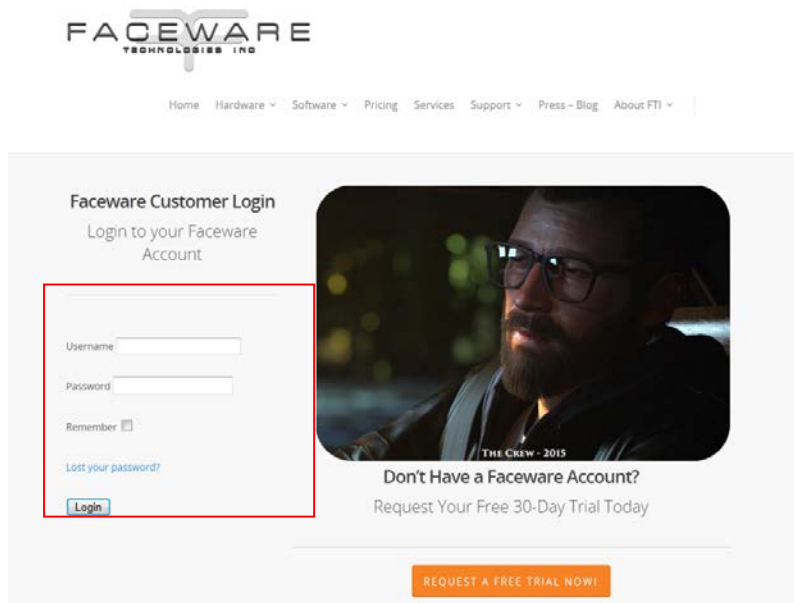 FACEWARE
TECHNOLOGIES INC
Home Hardware Software Pricing Services Support Press – Blog About FTI
Faceware Customer Login
Login to your Faceware
Account
Username
Password
Remember
Lost your password?
Login
THE CREW - 2015
Don't Have a Faceware Account?
Request Your Free 30-Day Trial Today
REQUEST A FREE TRIAL NOW!